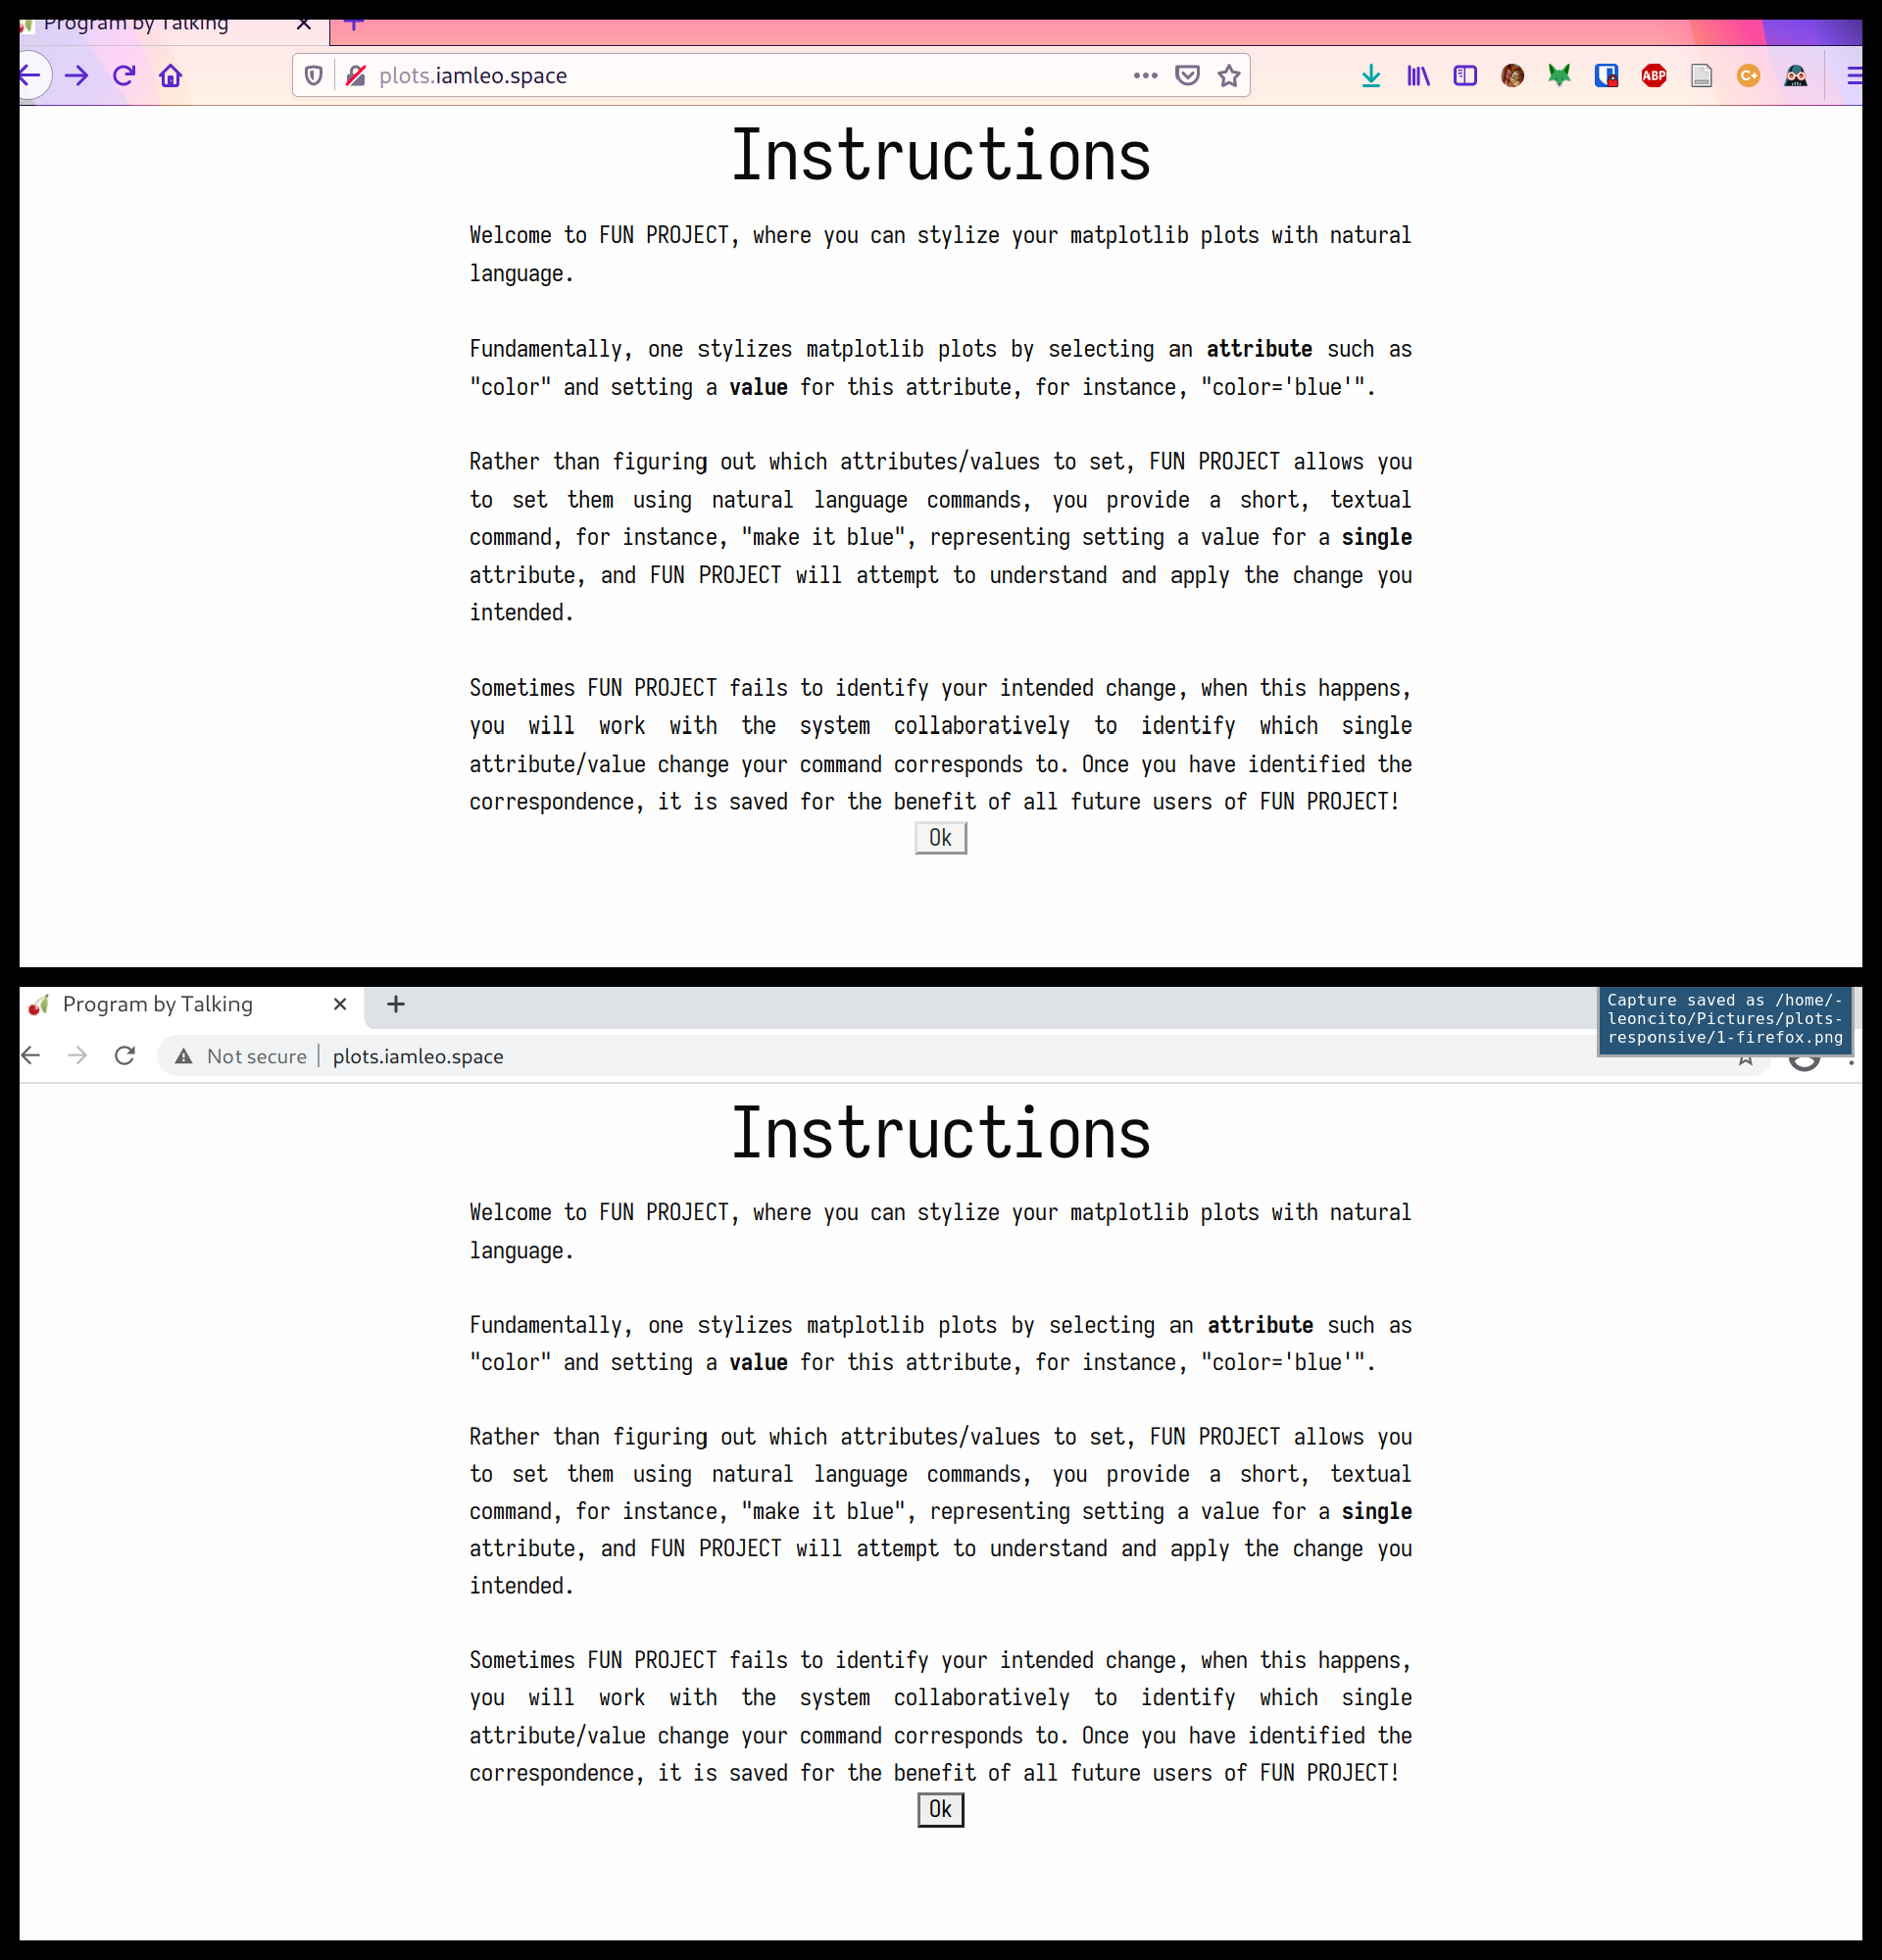 Program by Talking
plots.iamleo.space
ABP
C+
Instructions
Welcome to FUN PROJECT, where you can stylize your matplotlib plots with natural
language.
Fundamentally, one stylizes matplotlib plots by selecting an attribute such as
"color" and setting a value for this attribute, for instance, "color='blue'".
Rather than figuring out which attributes/values to set, FUN PROJECT allows you
to set them using natural language commands, you provide a short, textual
command, for instance, "make it blue", representing setting a value for a single
attribute, and FUN PROJECT will attempt to understand and apply the change you
intended.
Sometimes FUN PROJECT fails to identify your intended change, when this happens,
you will work with the system collaboratively to identify which single
attribute/value change your command corresponds to. Once you have identified the
correspondence, it is saved for the benefit of all future users of FUN PROJECT!
Ok
Program by Talking
Capture saved as /home/-
leoncito/Pictures/plots-
responsive/1-firefox.png
Not secure plots.iamleo.space
Instructions
Welcome to FUN PROJECT, where you can stylize your matplotlib plots with natural
language.
Fundamentally, one stylizes matplotlib plots by selecting an attribute such as
"color" and setting a value for this attribute, for instance, "color='blue'".
Rather than figuring out which attributes/values to set, FUN PROJECT allows you
to set them using natural language commands, you provide a short, textual
command, for instance, "make it blue", representing setting a value for a single
attribute, and FUN PROJECT will attempt to understand and apply the change you
intended.
Sometimes FUN PROJECT fails to identify your intended change, when this happens,
you will work with the system collaboratively to identify which single
attribute/value change your command corresponds to. Once you have identified the
correspondence, it is saved for the benefit of all future users of FUN PROJECT!
Ok